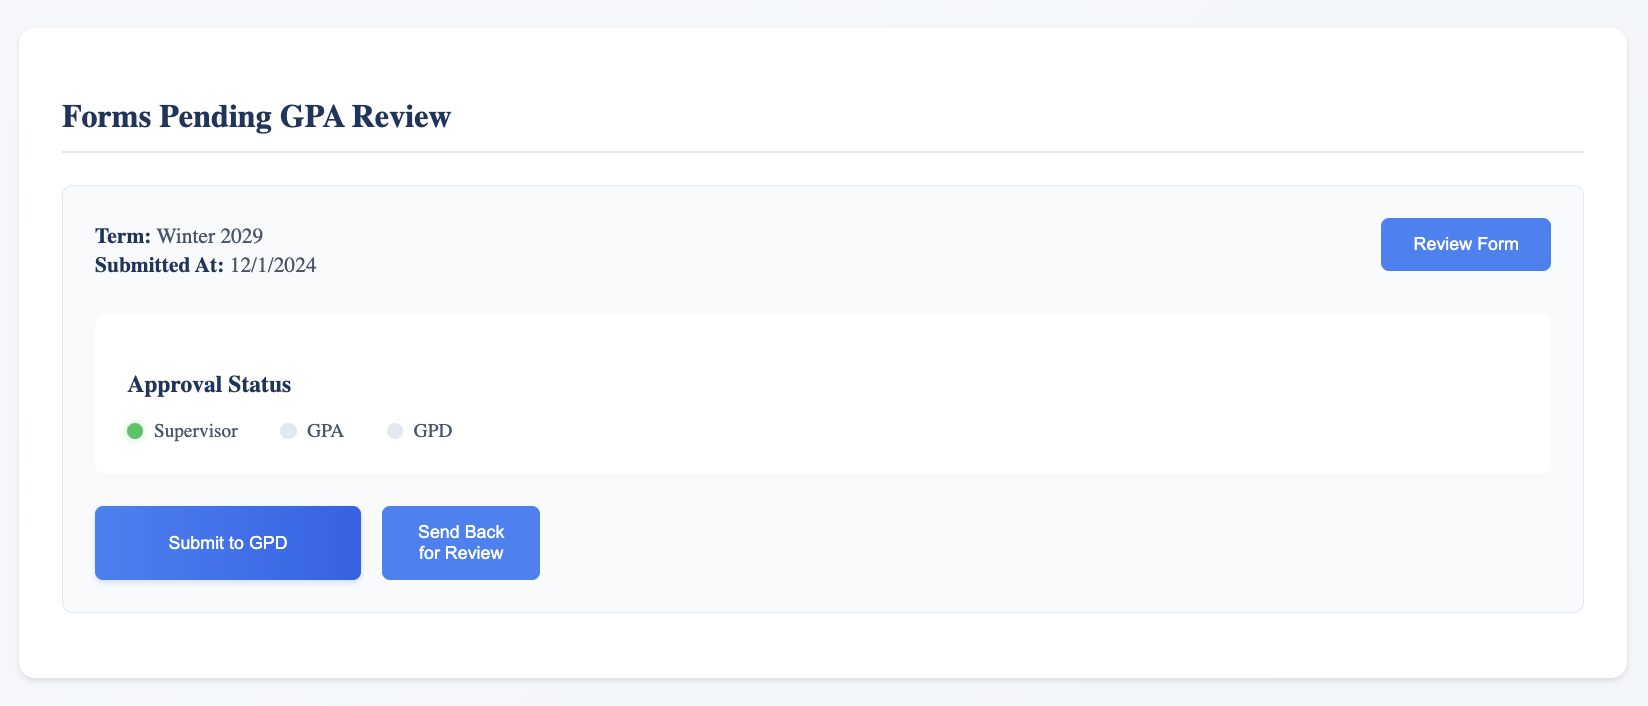 Forms Pending GPA Review
Term: Winter 2029
Review Form
Submitted At: 12/1/2024
Approval Status
Supervisor GPA GPD
Submit to GPD
Send Back
for Review